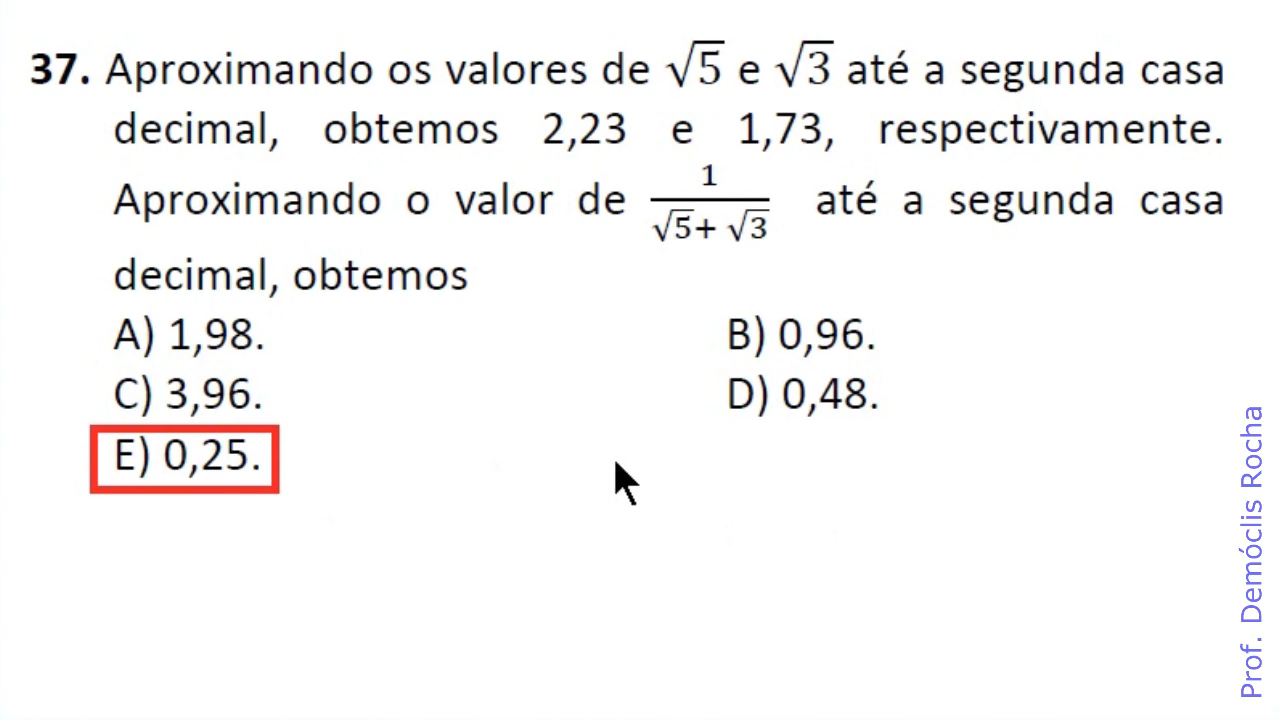 37. Aproximando os valores de √5 e √3 até a segunda casa
decimal, obtemos 2,23 e 1,73, respectivamente.
Aproximando o valor de 1/(√5+ √3) até a segunda casa
decimal, obtemos
A) 1,98. B) 0,96.
C) 3,96. D) 0,48.
E) 0,25.
Prof. Demóclis Rocha